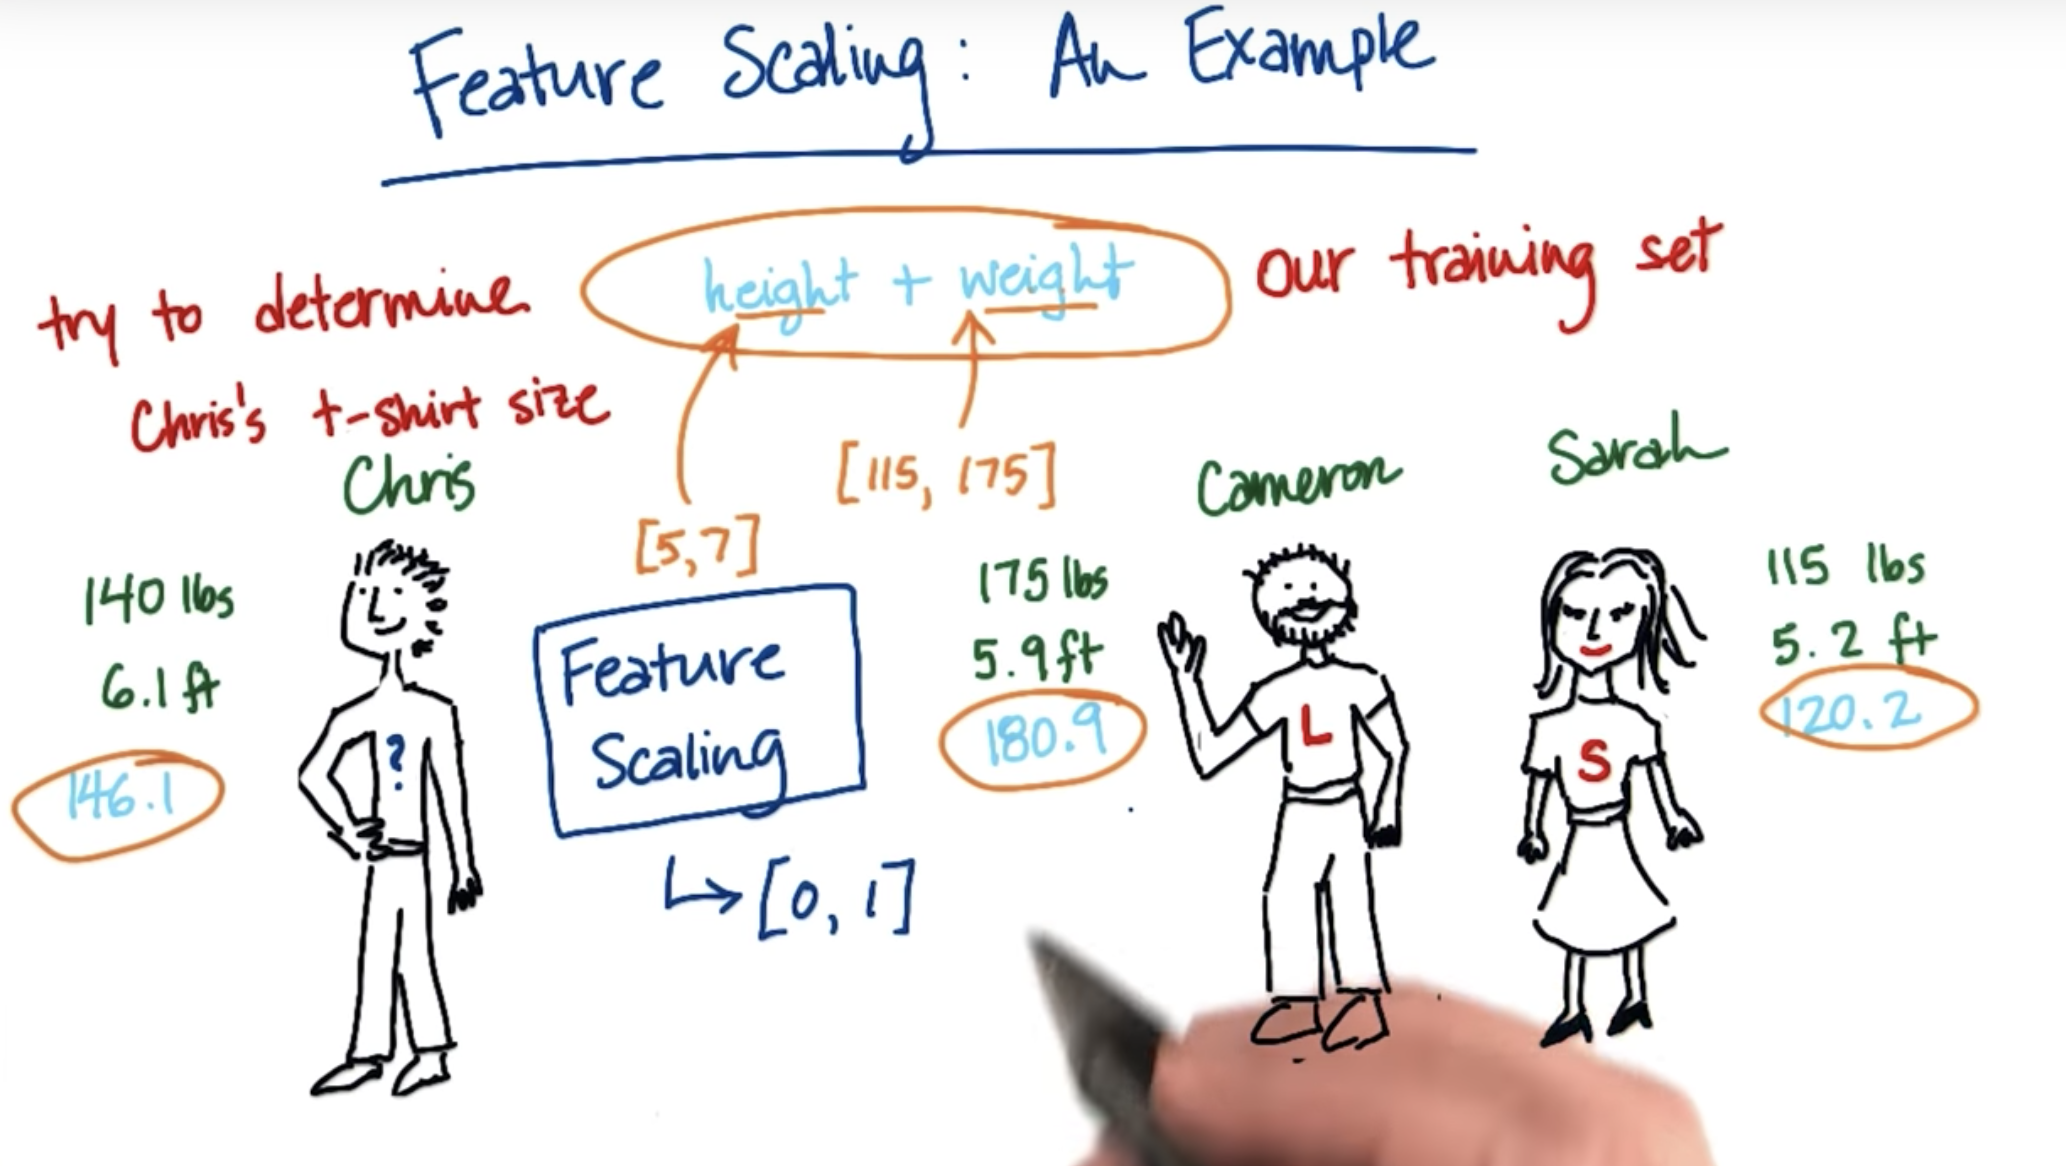 Feature Scaling: An Example
try to determine
Chris's t-shirt size
height + weight
our training set
[5,7]
[115, 175]
Chris
140 lbs
6.1 ft
146.1
?
Feature
Scaling
[0, 1]
Cameron
175 lbs
5.9 ft
180.9
L
Sarah
115 lbs
5.2 ft
120.2
S